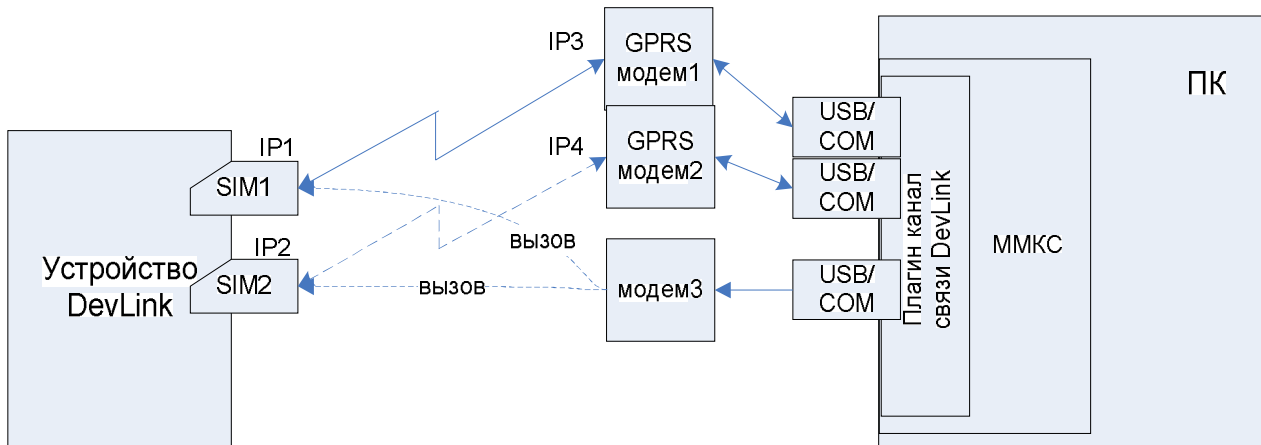 IP3
GPRS
модем1
ПК
USB/
COM
IP1
IP4
GPRS
модем2
USB/
COM
SIM1
IP2
вызов
ММКС
Устройство
DevLink
SIM2
вызов
модем3
USB/
COM
Плагин канал
связи DevLink